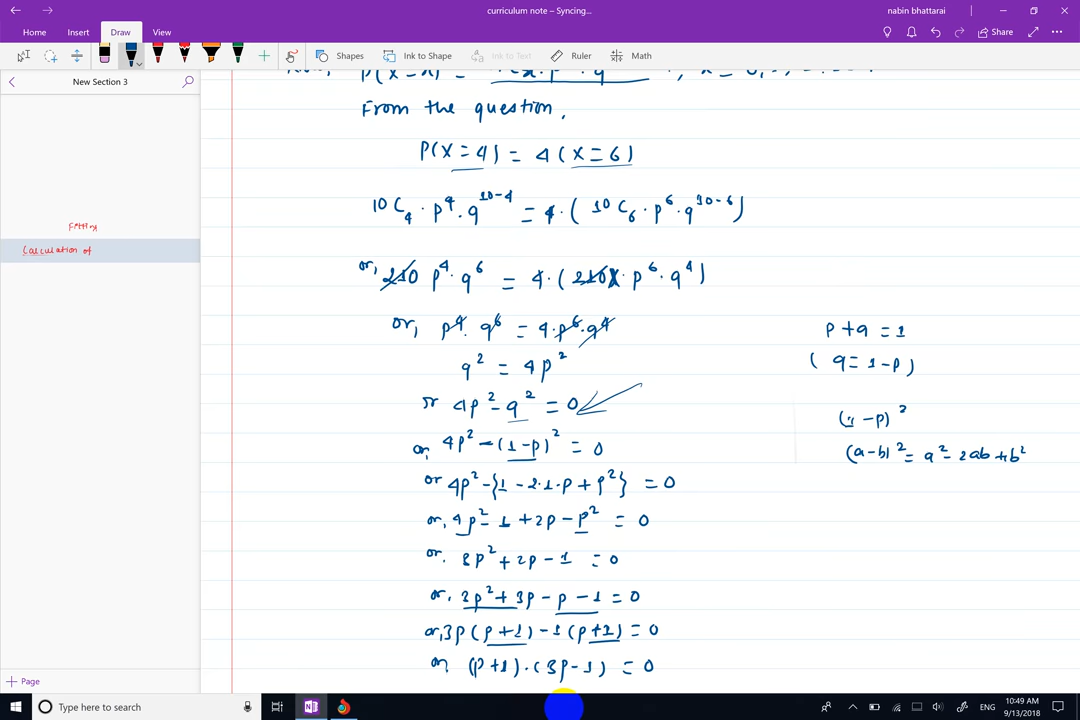 curriculum note - Syncing...
nabin bhattarai
Home Insert Draw View
Share
Shapes Ink to Shape Ink to Text Ruler Math
New Section 3
Calculation of
From the question,
P(X=4) = 4(X=6)
10C₄ · p⁴ · q¹⁰⁻⁴ = 4·( 10C₆ · p⁶ · q¹⁰⁻⁶)
or, 210 p⁴ · q⁶ = 4·(210 · p⁶ · q⁴)
or, p⁴ · q⁶ = 4·p⁶·q⁴
q² = 4p²
or 4p² - q² = 0
or, 4p² - (1-p)² = 0
or 4p² - {1 - 2·1·p + p²} = 0
or, 4p² - 1 + 2p - p² = 0
or. 3p² + 2p - 1 = 0
or, 3p² + 3p - p - 1 = 0
or, 3p (p+1) - 1 (p+1) = 0
or, (p+1) · (3p-1) = 0
p + q = 1
( q = 1-p )
(1 - p)²
(a-b)² = a² - 2ab + b²
Page
Type here to search
ENG
10:49 AM
9/13/2018